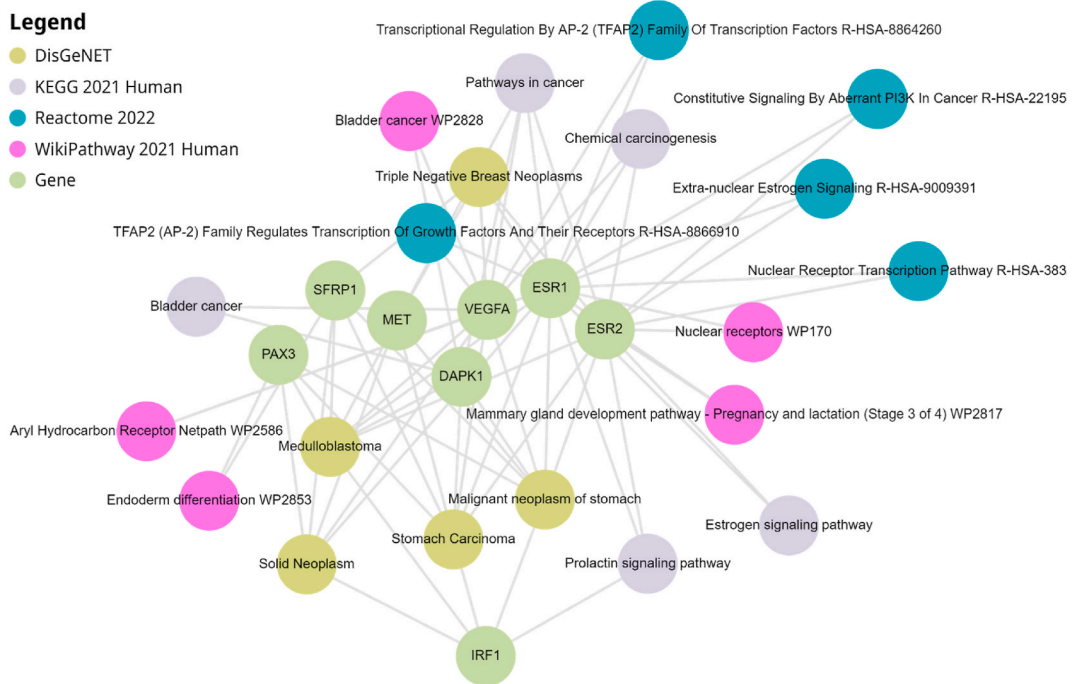 Legend
DisGeNET
KEGG 2021 Human
Reactome 2022
WikiPathway 2021 Human
Gene
Transcriptional Regulation By AP-2 (TFAP2) Family Of Transcription Factors R-HSA-8864260
Pathways in cancer
Constitutive Signaling By Aberrant PI3K In Cancer R-HSA-22195
Bladder cancer WP2828
Chemical carcinogenesis
Triple Negative Breast Neoplasms
Extra-nuclear Estrogen Signaling R-HSA-9009391
TFAP2 (AP-2) Family Regulates Transcription Of Growth Factors And Their Receptors R-HSA-8866910
Nuclear Receptor Transcription Pathway R-HSA-383
SFRP1
ESR1
Bladder cancer
VEGFA
MET
ESR2
Nuclear receptors WP170
PAX3
DAPK1
Mammary gland development pathway - Pregnancy and lactation (Stage 3 of 4) WP2817
Aryl Hydrocarbon Receptor Netpath WP2586
Medulloblastoma
Endoderm differentiation WP2853
Malignant neoplasm of stomach
Estrogen signaling pathway
Stomach Carcinoma
Solid Neoplasm
Prolactin signaling pathway
IRF1